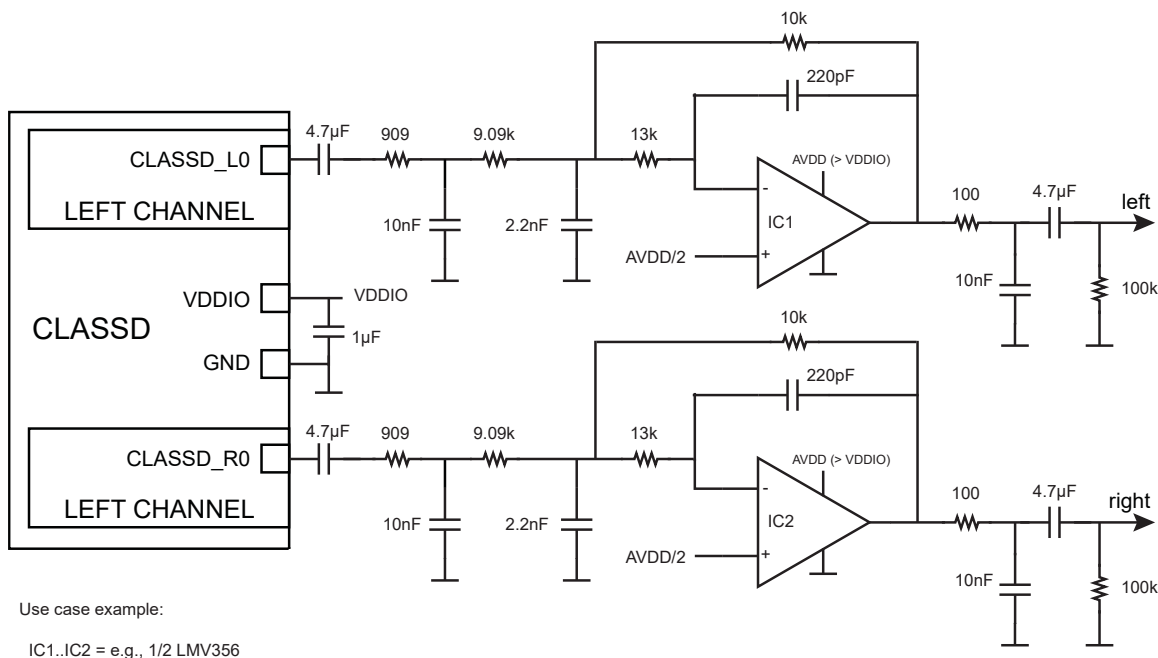 10k
220pF
4.7µF
909
9.09k
13k
CLASSD_L0
LEFT CHANNEL
10nF
2.2nF
AVDD (> VDDIO)
-
IC1
+
AVDD/2
100
4.7µF
left
10nF
100k
VDDIO
VDDIO
1µF
CLASSD
GND
10k
220pF
4.7µF
909
9.09k
13k
CLASSD_R0
LEFT CHANNEL
10nF
2.2nF
AVDD (> VDDIO)
-
IC2
+
AVDD/2
100
4.7µF
right
10nF
100k
Use case example:
IC1..IC2 = e.g., 1/2 LMV356